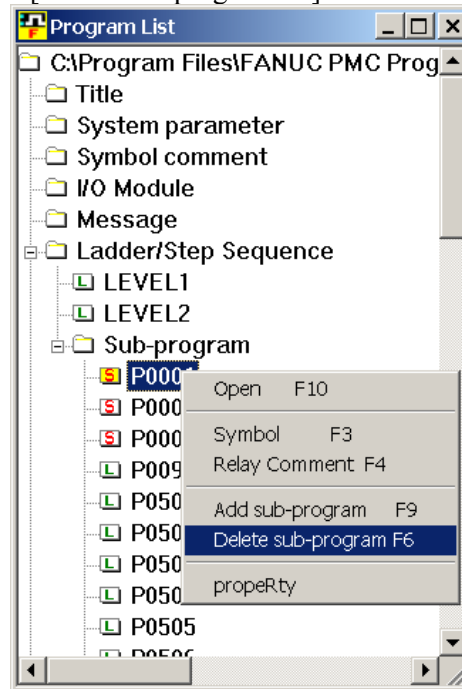 Program List
C:\Program Files\FANUC PMC Prog
Title
System parameter
Symbol comment
I/O Module
Message
Ladder/Step Sequence
L LEVEL1
L LEVEL2
Sub-program
S P0001
S P000
S P000
L P009
L P050
L P050
L P050
L P050
L P0505
Open F10
Symbol F3
Relay Comment F4
Add sub-program F9
Delete sub-program F6
propeRty